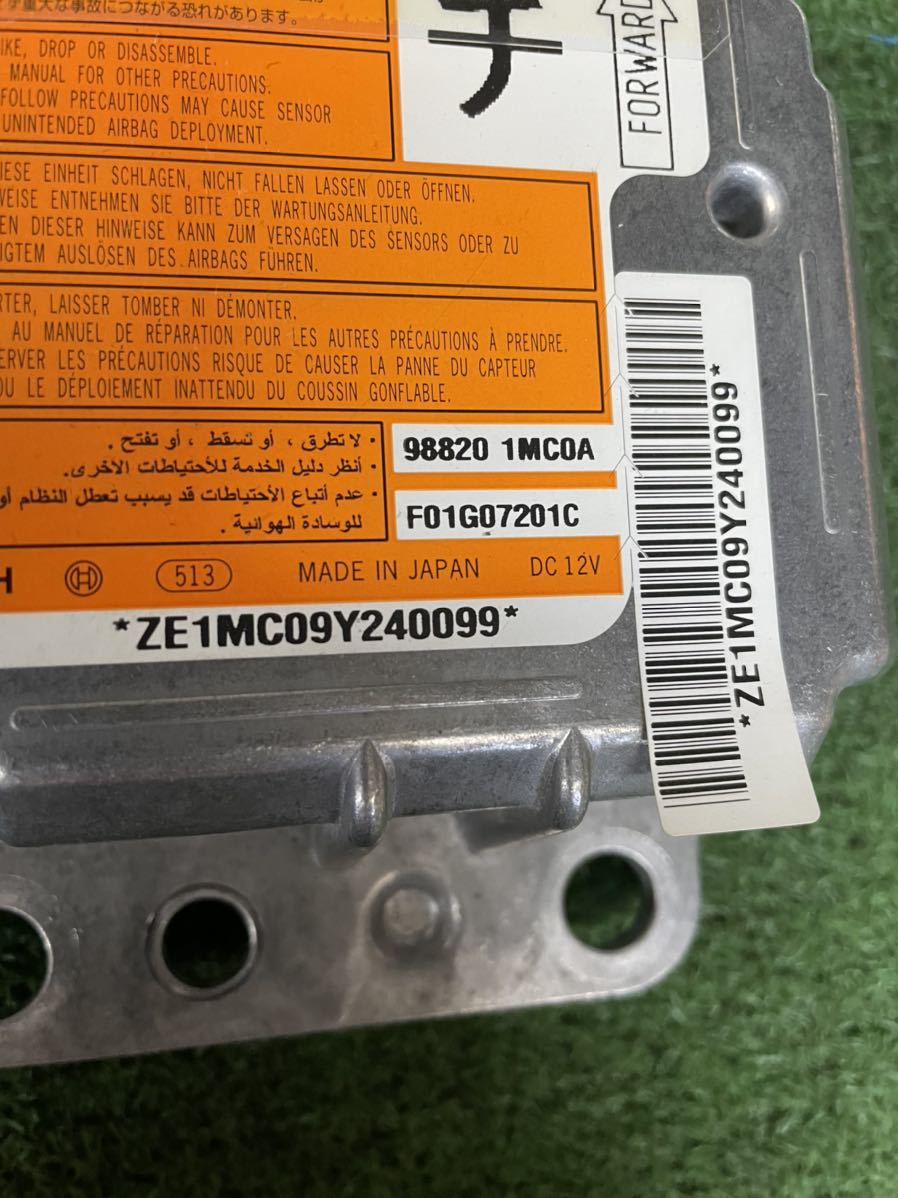 重大な事故につながる恐れがあります。
チ
FORWARD
IKE, DROP OR DISASSEMBLE.
MANUAL FOR OTHER PRECAUTIONS.
FOLLOW PRECAUTIONS MAY CAUSE SENSOR
UNINTENDED AIRBAG DEPLOYMENT.
IESE EINHEIT SCHLAGEN, NICHT FALLEN LASSEN ODER ÖFFNEN.
WEISE ENTNEHMEN SIE BITTE DER WARTUNGSANLEITUNG.
EN DIESER HINWEISE KANN ZUM VERSAGEN DES SENSORS ODER ZU
IGTEM AUSLÖSEN DES AIRBAGS FÜHREN.
RTER, LAISSER TOMBER NI DÉMONTER.
AU MANUEL DE RÉPARATION POUR LES AUTRES PRÉCAUTIONS À PRENDRE.
ERVER LES PRÉCAUTIONS RISQUE DE CAUSER LA PANNE DU CAPTEUR
OU LE DÉPLOIEMENT INATTENDU DU COUSSIN GONFLABLE.
• لا تطرق ، أو تسقط ، أو تفتح .
• أنظر دليل الخدمة للأحتياطات الأخرى.
• عدم أتباع الأحتياطات قد يسبب تعطل النظام أو
للوسادة الهوائية .
98820 1MC0A
F01G07201C
H
513
MADE IN JAPAN
DC 12V
*ZE1MC09Y240099*
*ZE1MC09Y240099*